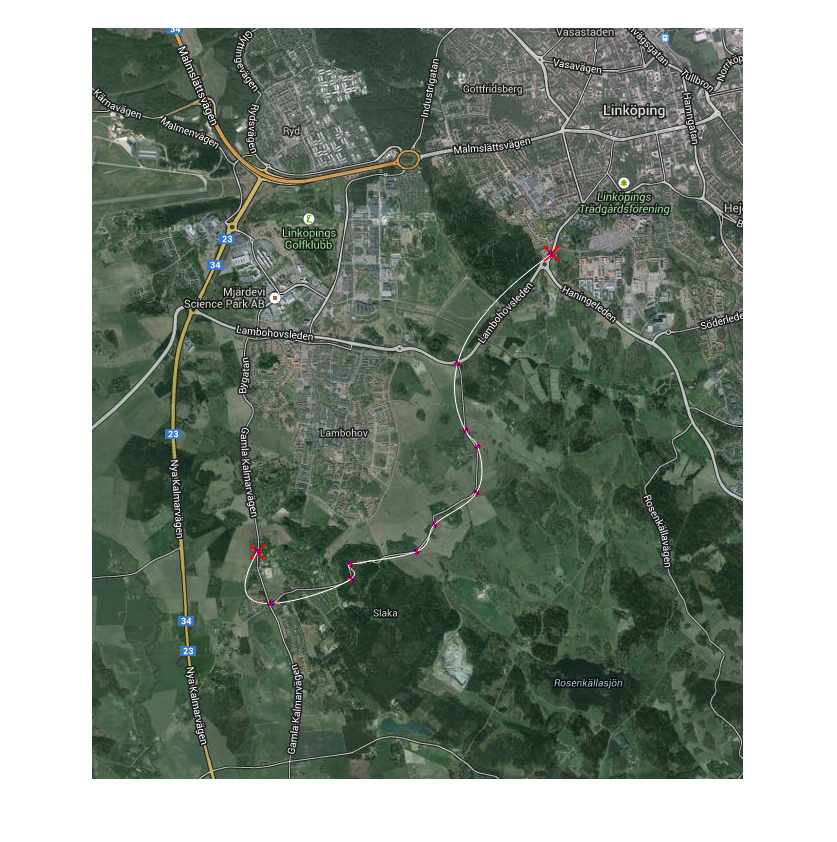 34
Vasastaden
Malmslättsvägen
Glyttingevägen
Vasavägen
Industrigatan
Tullbron
Gottfridsberg
Kärnavägen
Malmenvägen
Rydsvägen
Ryd
Linköping
Hamngatan
Malmslättsvägen
Linköpings
Trädgårdsförening
Linköpings
Golfklubb
23
34
Mjärdevi
Science Park AB
Lambohovsleden
Lambohovsleden
Haningeleden
Söderlede
Bygatan
23
Lambohov
Gamla Kalmarvägen
Nya Kalmarvägen
Rosenkällavägen
Slaka
34
23
Rosenkällasjön
Nya Kalmarvägen
Gamla Kalmarvägen